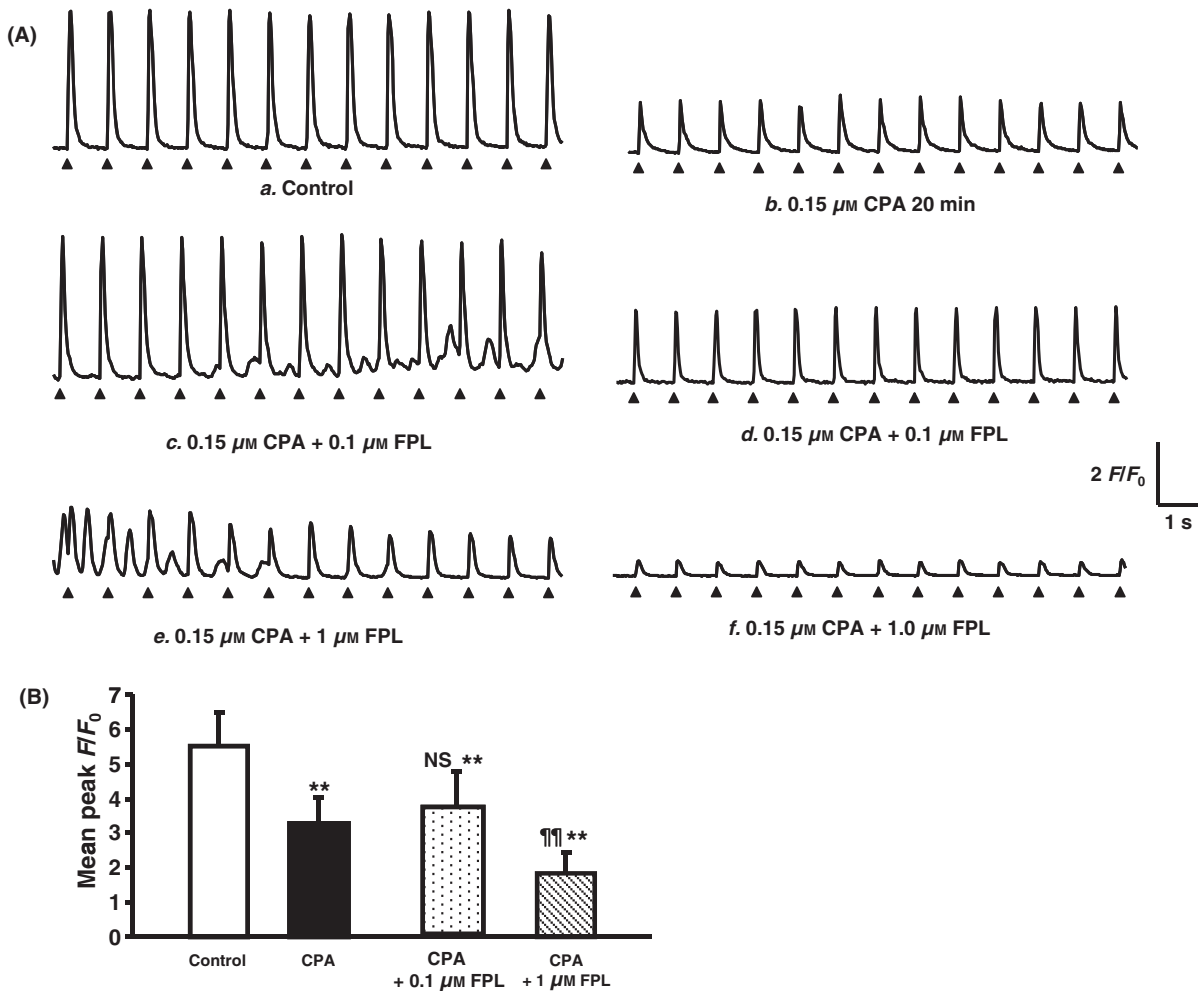 (A)
a. Control
b. 0.15 μM CPA 20 min
c. 0.15 μM CPA + 0.1 μM FPL
d. 0.15 μM CPA + 0.1 μM FPL
2 F/F₀
1 s
e. 0.15 μM CPA + 1 μM FPL
f. 0.15 μM CPA + 1.0 μM FPL
(B)
Mean peak F/F₀
7
6
5
4
3
2
1
0
**
NS **
¶¶ **
Control
CPA
CPA
+ 0.1 μM FPL
CPA
+ 1 μM FPL